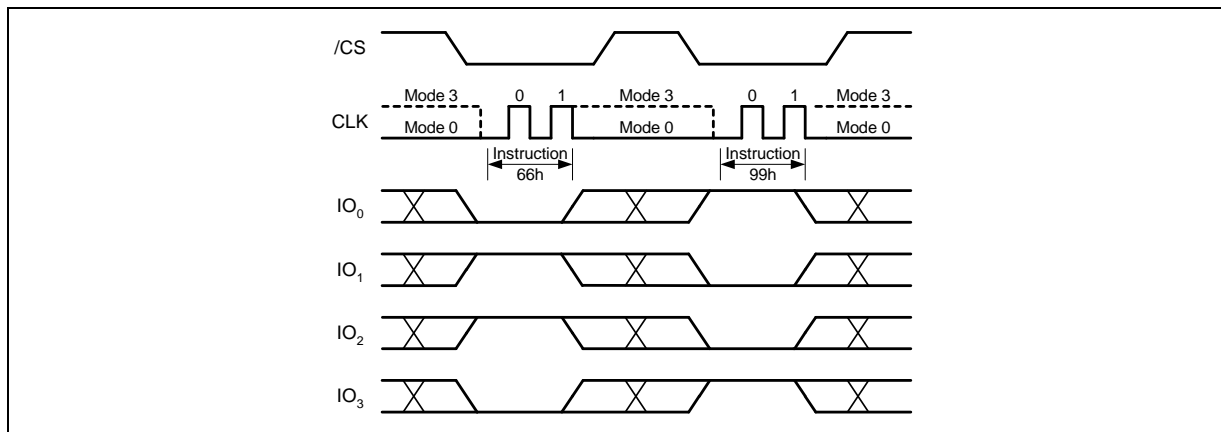 /CS
Mode 3 0 1 Mode 3 0 1 Mode 3
CLK Mode 0 Mode 0 Mode 0
Instruction Instruction
66h 99h
IO0
IO1
IO2
IO3